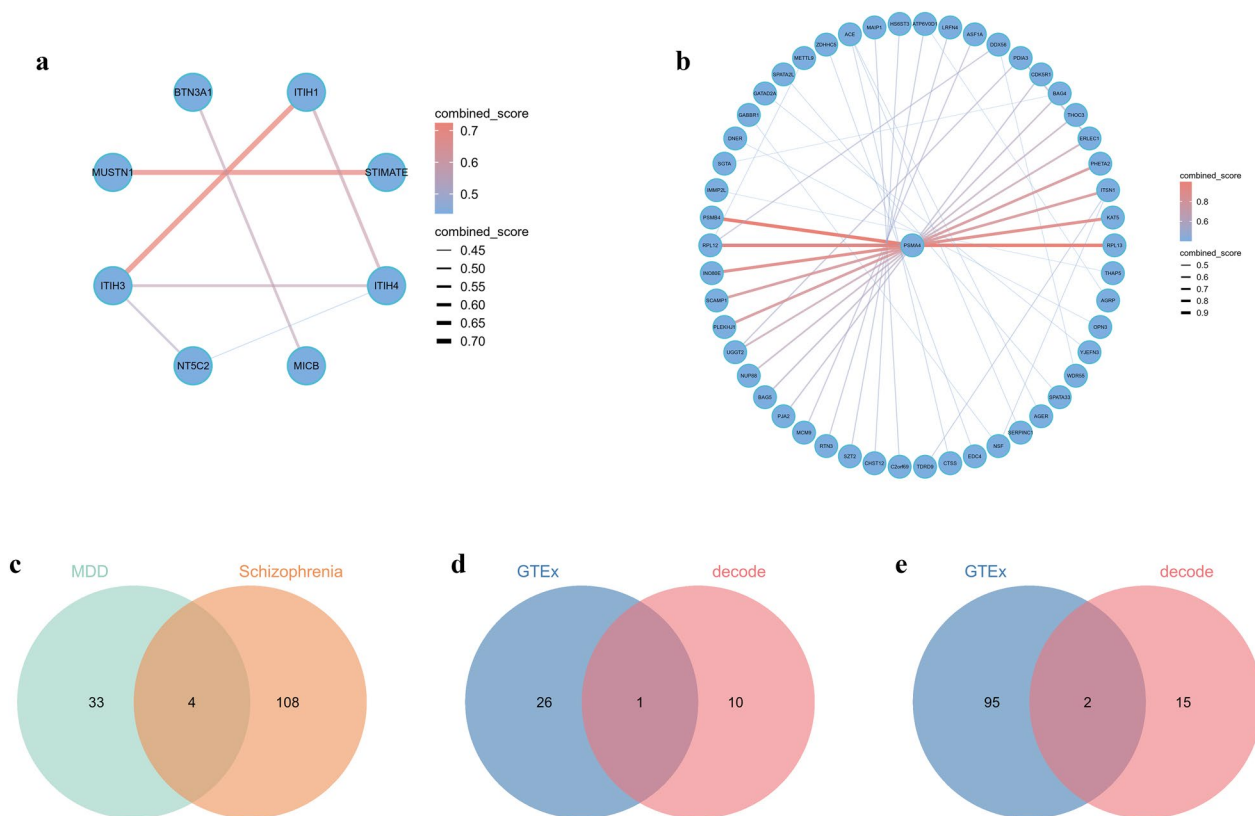 a
BTN3A1
ITIH1
MUSTN1
STIMATE
ITIH3
ITIH4
NT5C2
MICB
combined_score
0.7
0.6
0.5
combined_score
0.45
0.50
0.55
0.60
0.65
0.70
b
MAIP1
HS6ST3
ATP6V0D1
LRFN4
ASF1A
DDX56
PDIA3
CDK5R1
BAG4
THOC3
ERLEC1
PHETA2
ITSN1
KAT5
RPL13
THAP5
AGRP
OPN3
YJEFN3
WDR55
SPATA33
AGER
SERPINC1
NSF
EDC4
CTSS
TDRD9
C2orf69
CHST12
SZT2
RTN3
MCM9
PJA2
BAG5
UGGT2
PLEKHJ1
SCAMP1
INO80E
RPL12
PSMB4
IMMP2L
SGTA
DNER
GABBR1
GATAD2A
SPATA2L
METTL9
ACE
PSMA4
combined_score
0.8
0.6
combined_score
0.5
0.6
0.7
0.8
0.9
c
MDD
Schizophrenia
33
4
108
d
GTEx
decode
26
1
10
e
GTEx
decode
95
2
15